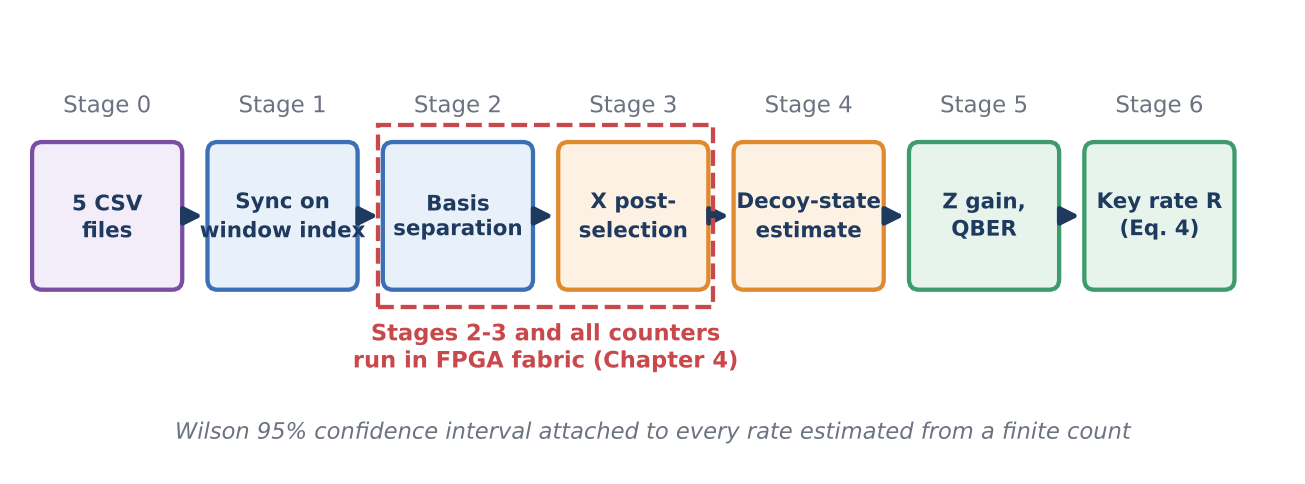 Stage 0
Stage 1
Stage 2
Stage 3
Stage 4
Stage 5
Stage 6
5 CSV
files
Sync on
window index
Basis
separation
X post-
selection
Decoy-state
estimate
Z gain,
QBER
Key rate R
(Eq. 4)
Stages 2-3 and all counters
run in FPGA fabric (Chapter 4)
Wilson 95% confidence interval attached to every rate estimated from a finite count